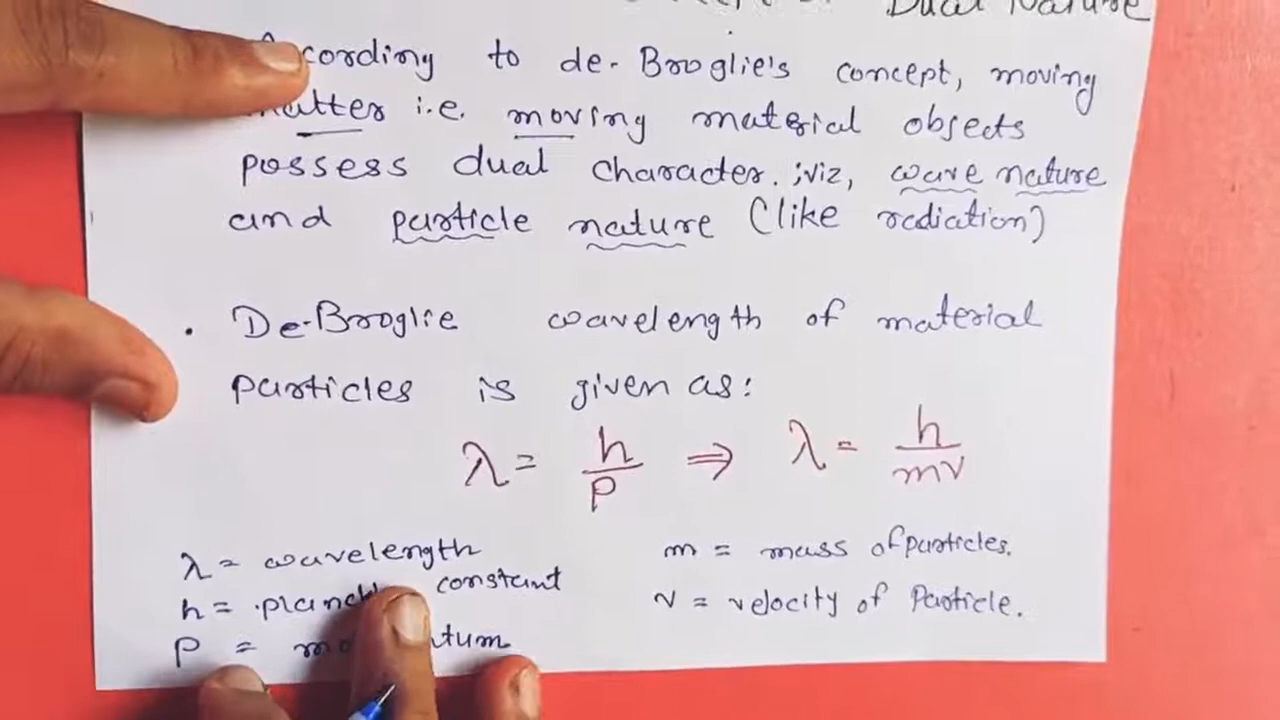 Dual Nature
According to de-Broglie's concept, moving
matter i.e. moving material objects
possess dual character. ;viz, wave nature
and particle nature (like radiation)
• De-Broglie wavelength of material
particles is given as:
λ = h/P ⇒ λ = h/mv
λ = wavelength
h = planck constant
P = momentum
m = mass of particles.
v = velocity of Particle.